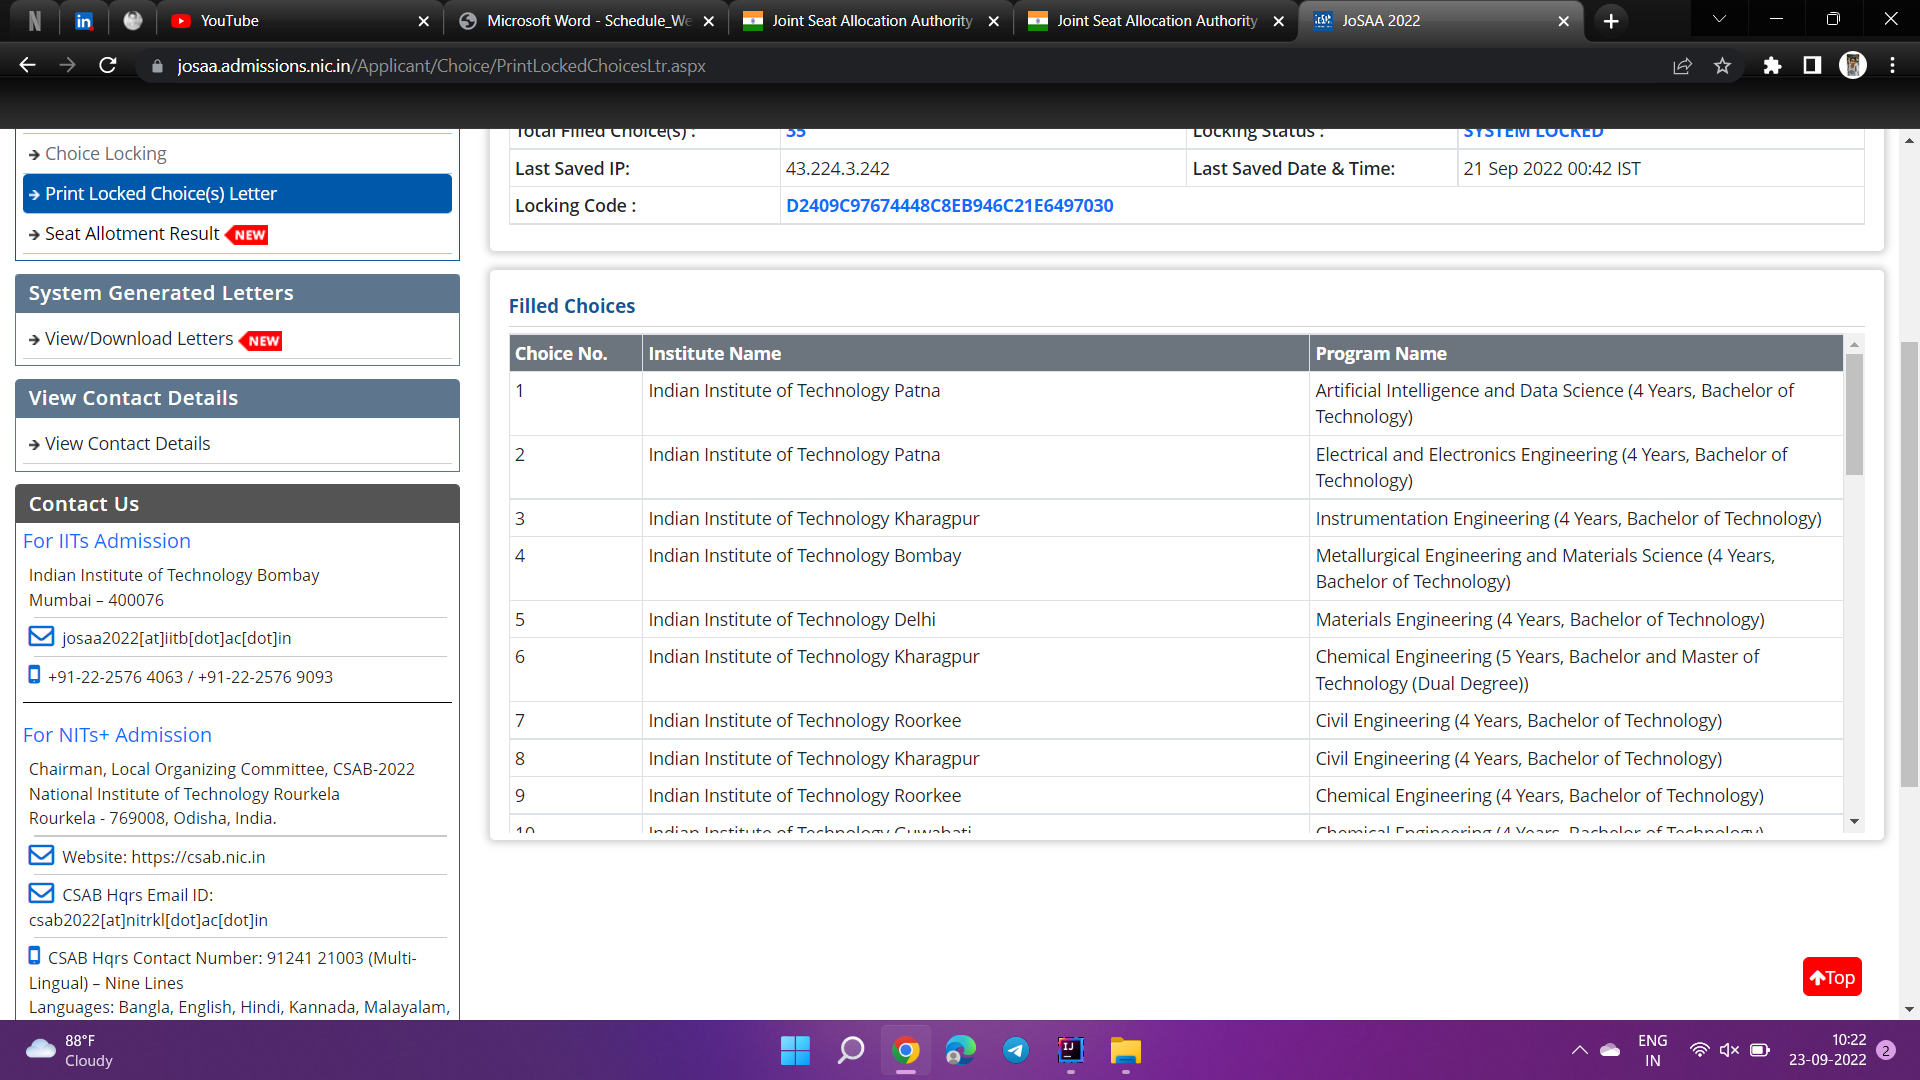 YouTube
Microsoft Word - Schedule_We
Joint Seat Allocation Authority
Joint Seat Allocation Authority
JoSAA 2022
josaa.admissions.nic.in/Applicant/Choice/PrintLockedChoicesLtr.aspx
Choice Locking
Print Locked Choice(s) Letter
Seat Allotment Result NEW
System Generated Letters
View/Download Letters NEW
View Contact Details
View Contact Details
Contact Us
For IITs Admission
Indian Institute of Technology Bombay
Mumbai – 400076
josaa2022[at]iitb[dot]ac[dot]in
+91-22-2576 4063 / +91-22-2576 9093
For NITs+ Admission
Chairman, Local Organizing Committee, CSAB-2022
National Institute of Technology Rourkela
Rourkela - 769008, Odisha, India.
Website: https://csab.nic.in
CSAB Hqrs Email ID:
csab2022[at]nitrkl[dot]ac[dot]in
CSAB Hqrs Contact Number: 91241 21003 (Multi-
Lingual) – Nine Lines
Languages: Bangla, English, Hindi, Kannada, Malayalam,
Total Filled Choice(s) : 35 Locking Status : SYSTEM LOCKED
Last Saved IP: 43.224.3.242 Last Saved Date & Time: 21 Sep 2022 00:42 IST
Locking Code : D2409C97674448C8EB946C21E6497030
Filled Choices
Choice No. Institute Name Program Name
1 Indian Institute of Technology Patna Artificial Intelligence and Data Science (4 Years, Bachelor of
Technology)
2 Indian Institute of Technology Patna Electrical and Electronics Engineering (4 Years, Bachelor of
Technology)
3 Indian Institute of Technology Kharagpur Instrumentation Engineering (4 Years, Bachelor of Technology)
4 Indian Institute of Technology Bombay Metallurgical Engineering and Materials Science (4 Years,
Bachelor of Technology)
5 Indian Institute of Technology Delhi Materials Engineering (4 Years, Bachelor of Technology)
6 Indian Institute of Technology Kharagpur Chemical Engineering (5 Years, Bachelor and Master of
Technology (Dual Degree))
7 Indian Institute of Technology Roorkee Civil Engineering (4 Years, Bachelor of Technology)
8 Indian Institute of Technology Kharagpur Civil Engineering (4 Years, Bachelor of Technology)
9 Indian Institute of Technology Roorkee Chemical Engineering (4 Years, Bachelor of Technology)
10 Indian Institute of Technology Guwahati Chemical Engineering (4 Years, Bachelor of Technology)
Top
88°F
Cloudy
ENG
IN
10:22
23-09-2022
2